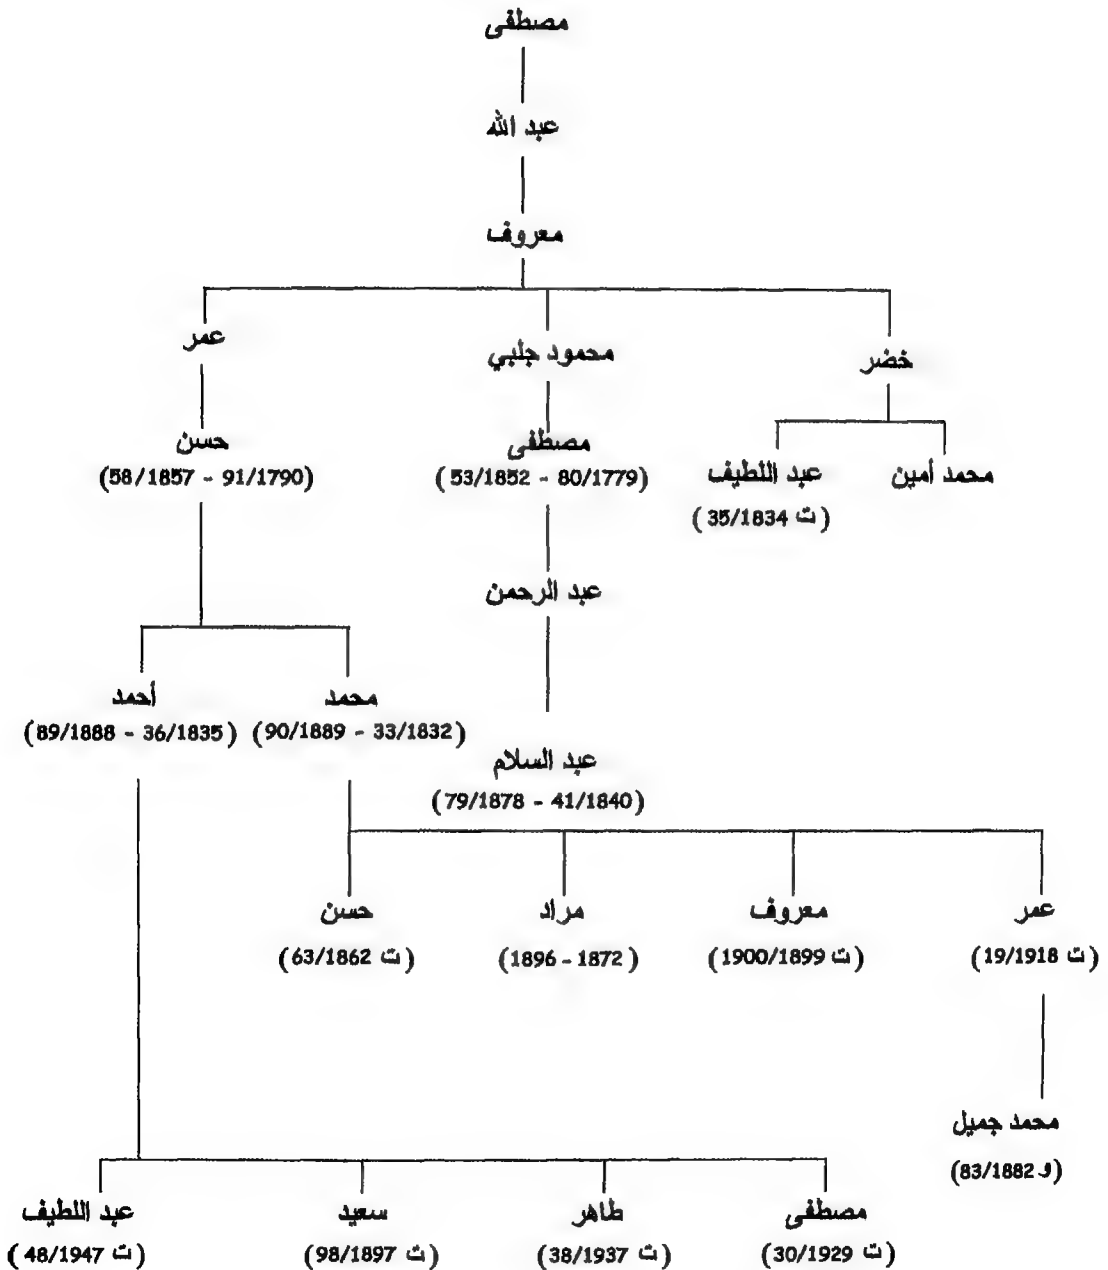 مصطفى
عبد الله
معروف
خضر
محمود جلبي
عمر
محمد أمين
عبد اللطيف
(ت 35/1834)
مصطفى
(53/1852 - 80/1779)
حسن
(58/1857 - 91/1790)
عبد الرحمن
محمد
(90/1889 - 33/1832)
أحمد
(89/1888 - 36/1835)
عبد السلام
(79/1878 - 41/1840)
عمر
(ت 19/1918)
معروف
(ت 1900/1899)
مراد
(1896 - 1872)
حسن
(ت 63/1862)
محمد جميل
(و 83/1882)
مصطفى
(ت 30/1929)
طاهر
(ت 38/1937)
سعيد
(ت 98/1897)
عبد اللطيف
(ت 48/1947)